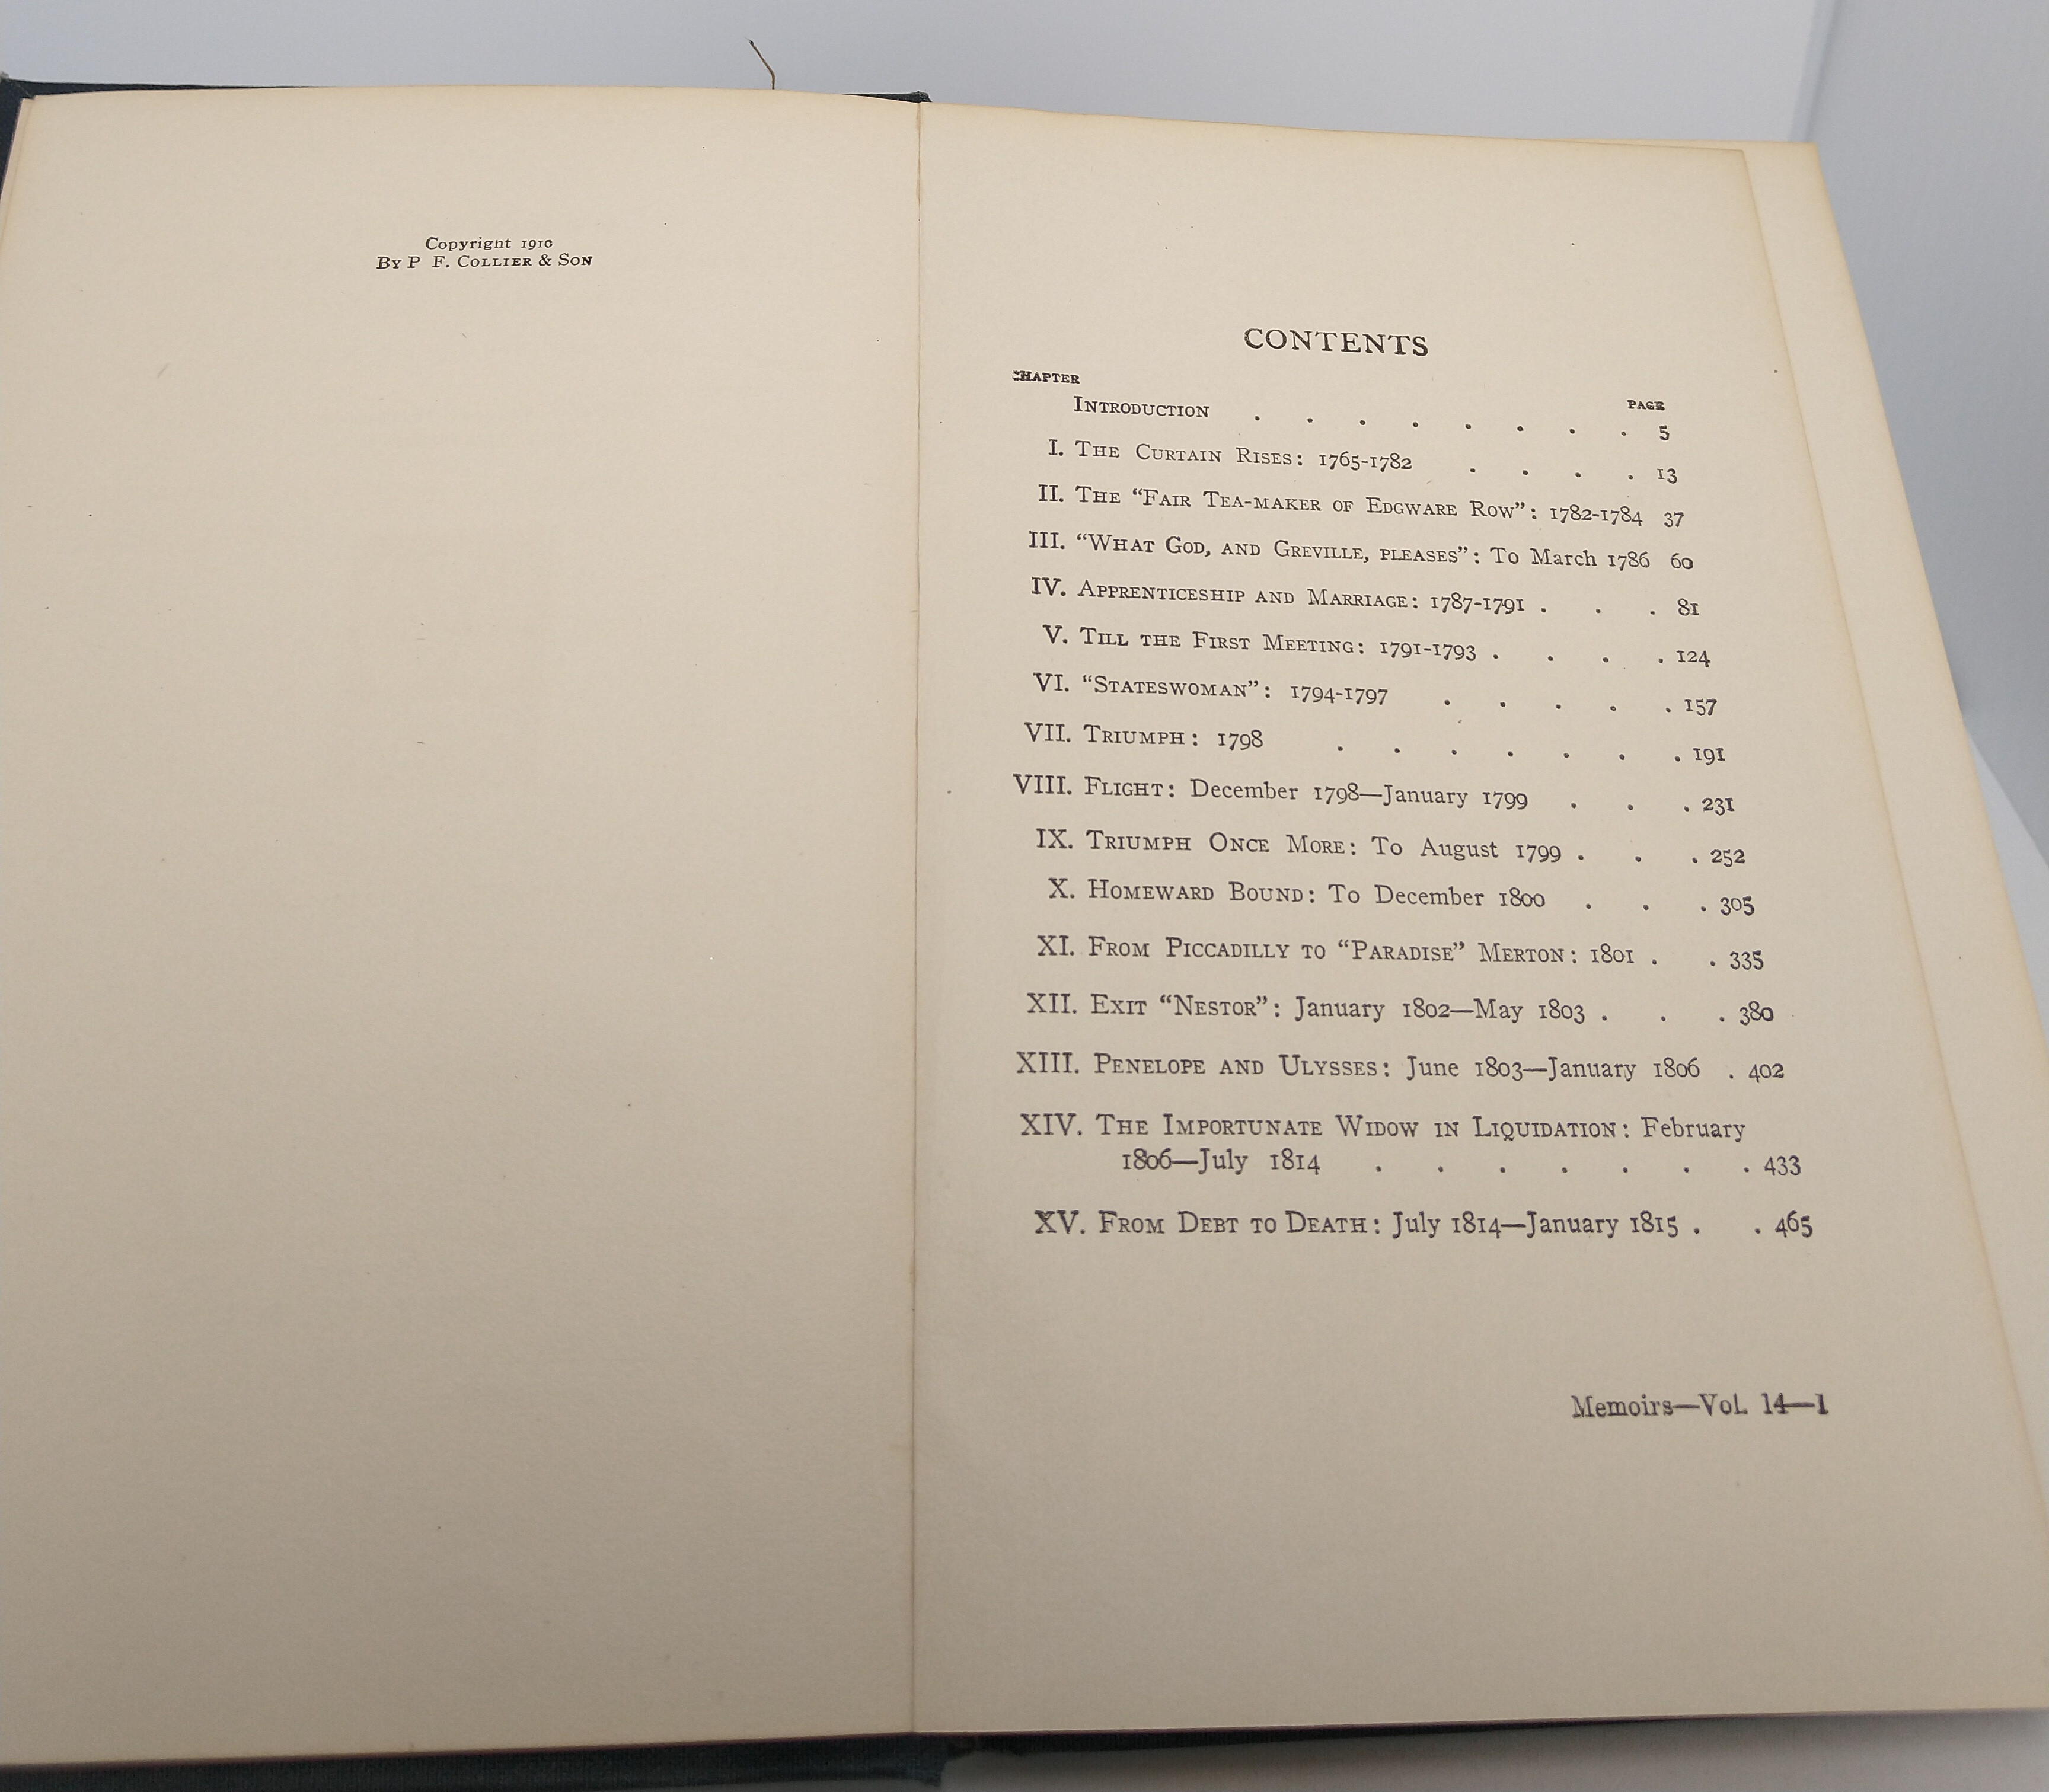 Copyright 1910
By P F. Collier & Son
CONTENTS
CHAPTER
PAGE
Introduction . . . . . . . . 5
I. The Curtain Rises: 1765-1782 . . . . 13
II. The “Fair Tea-maker of Edgware Row”: 1782-1784 37
III. “What God, and Greville, pleases”: To March 1786 60
IV. Apprenticeship and Marriage: 1787-1791 . . . 81
V. Till the First Meeting: 1791-1793 . . . . 124
VI. “Stateswoman”: 1794-1797 . . . . . 157
VII. Triumph: 1798 . . . . . . . 191
VIII. Flight: December 1798—January 1799 . . . 231
IX. Triumph Once More: To August 1799 . . . 252
X. Homeward Bound: To December 1800 . . . 305
XI. From Piccadilly to “Paradise” Merton: 1801 . . 335
XII. Exit “Nestor”: January 1802—May 1803 . . . 380
XIII. Penelope and Ulysses: June 1803—January 1806 . 402
XIV. The Importunate Widow in Liquidation: February
1806—July 1814 . . . . . . . 433
XV. From Debt to Death: July 1814—January 1815 . . 465
Memoirs—Vol. 14—1